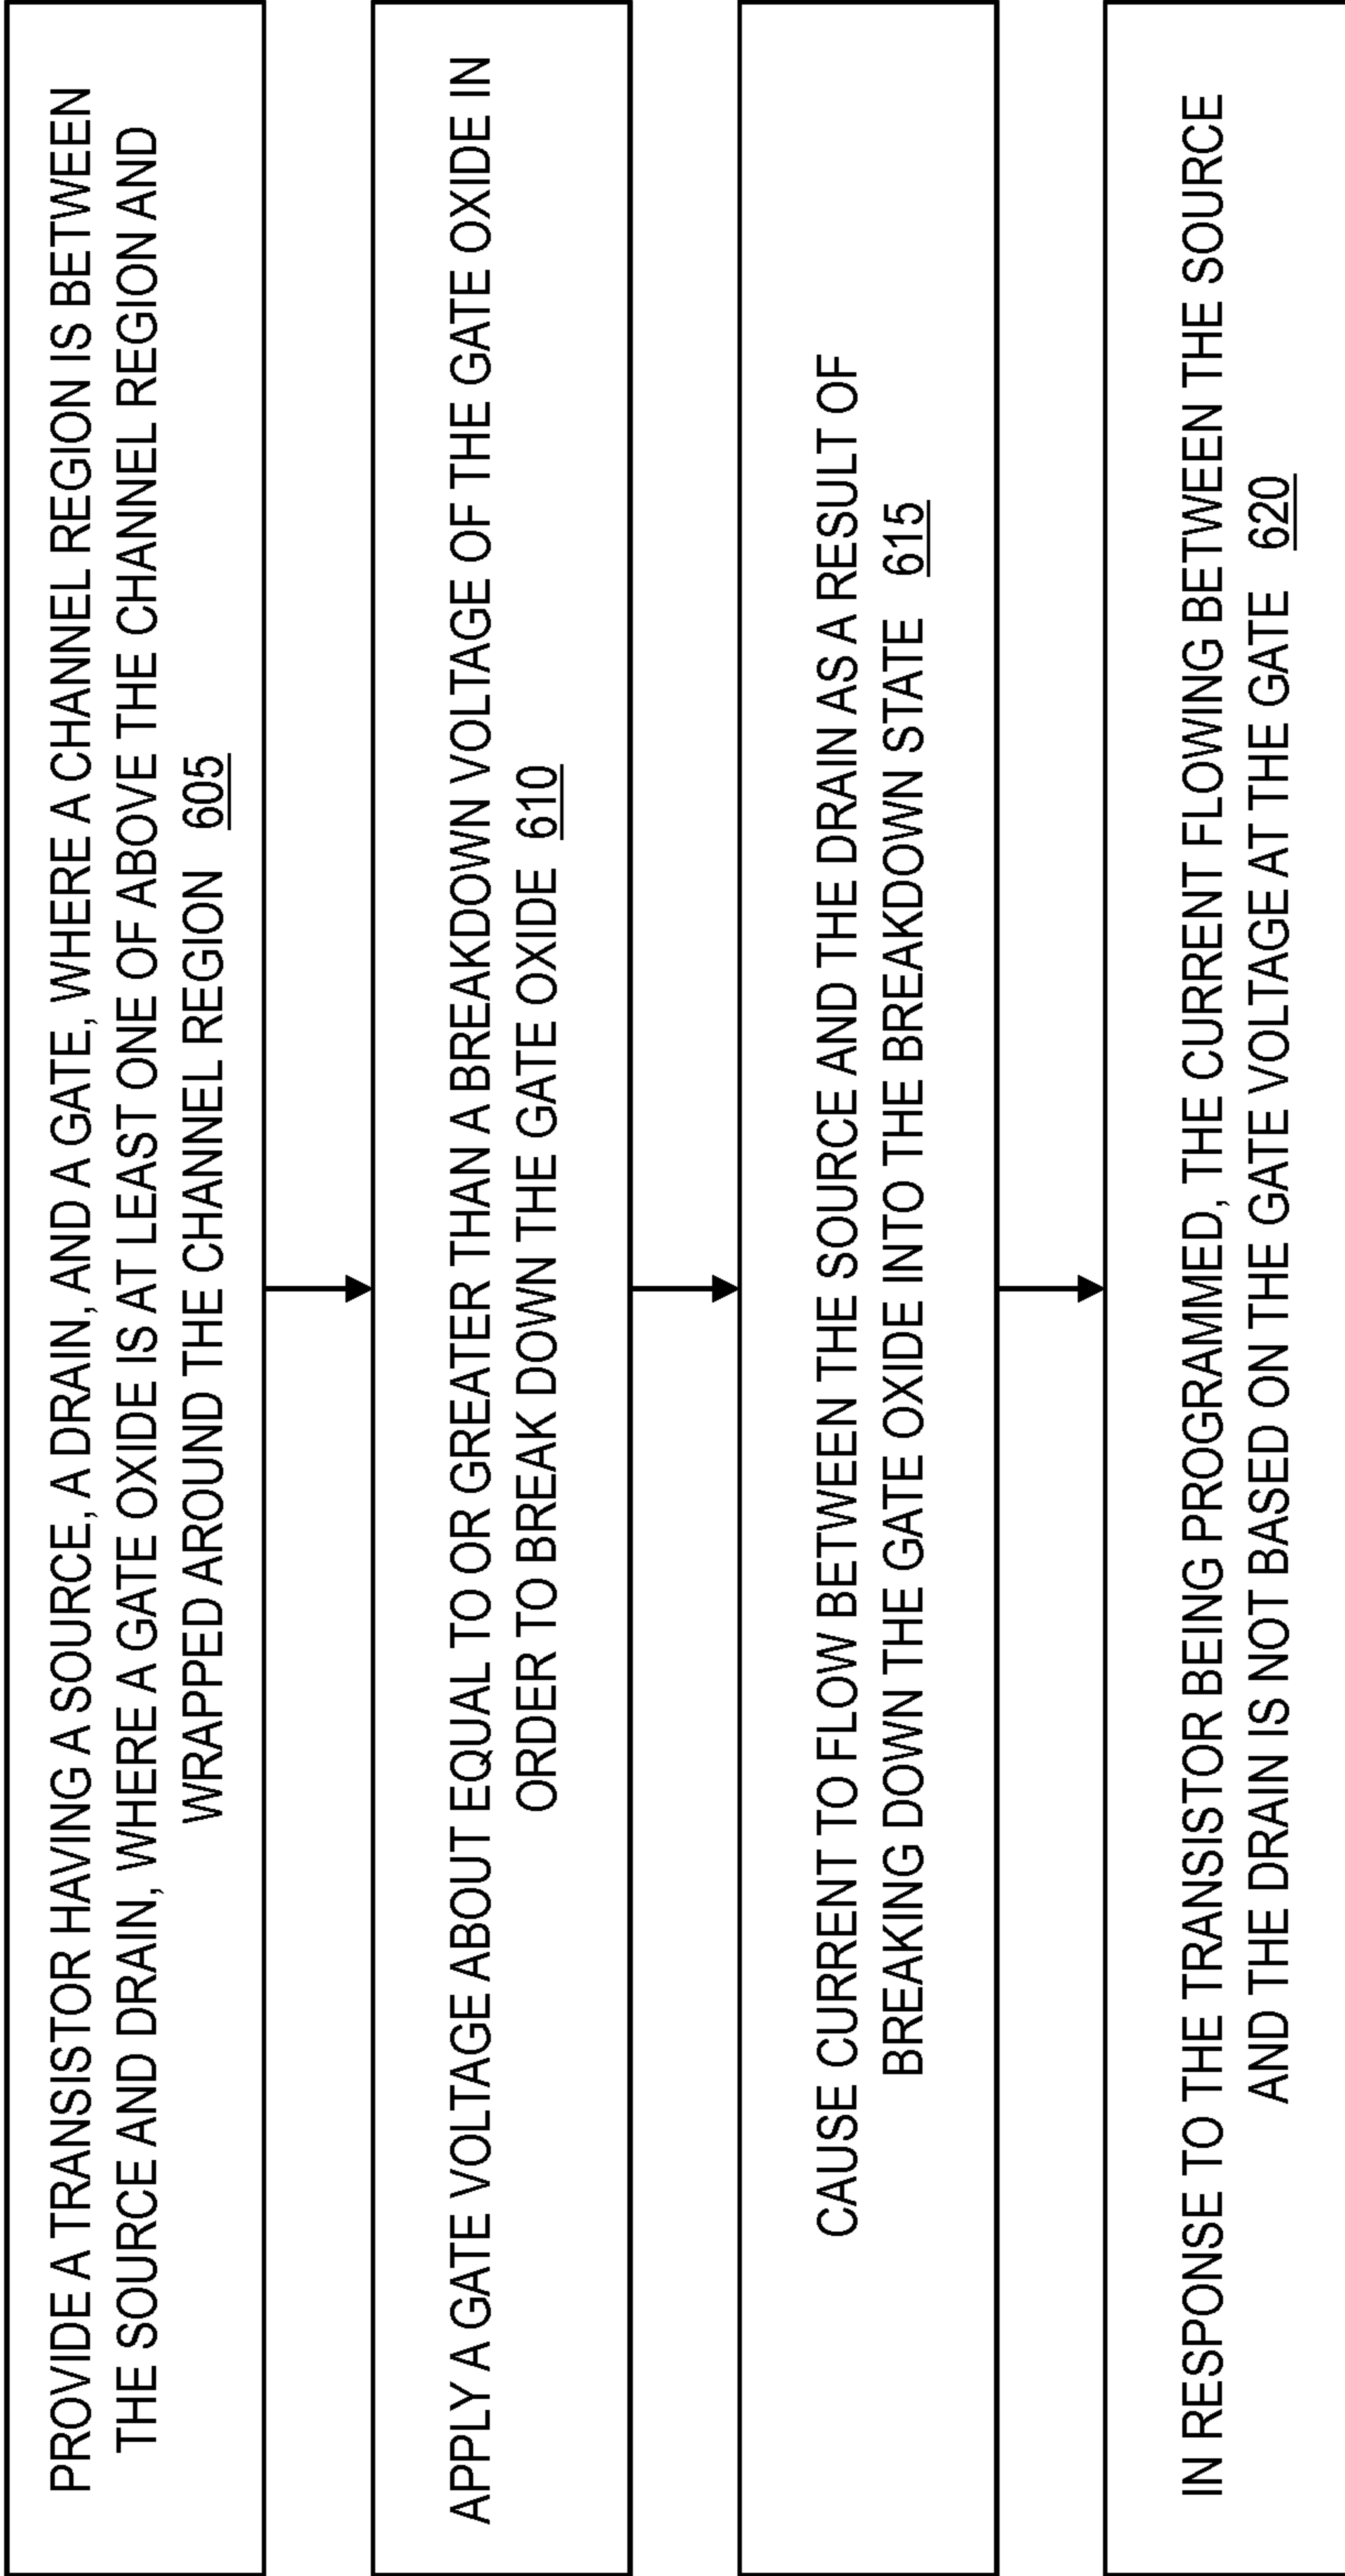 PROVIDE A TRANSISTOR HAVING A SOURCE, A DRAIN, AND A GATE, WHERE A CHANNEL REGION IS BETWEEN
THE SOURCE AND DRAIN, WHERE A GATE OXIDE IS AT LEAST ONE OF ABOVE THE CHANNEL REGION AND
WRAPPED AROUND THE CHANNEL REGION 605
APPLY A GATE VOLTAGE ABOUT EQUAL TO OR GREATER THAN A BREAKDOWN VOLTAGE OF THE GATE OXIDE IN
ORDER TO BREAK DOWN THE GATE OXIDE 610
CAUSE CURRENT TO FLOW BETWEEN THE SOURCE AND THE DRAIN AS A RESULT OF
BREAKING DOWN THE GATE OXIDE INTO THE BREAKDOWN STATE 615
IN RESPONSE TO THE TRANSISTOR BEING PROGRAMMED, THE CURRENT FLOWING BETWEEN THE SOURCE
AND THE DRAIN IS NOT BASED ON THE GATE VOLTAGE AT THE GATE 620